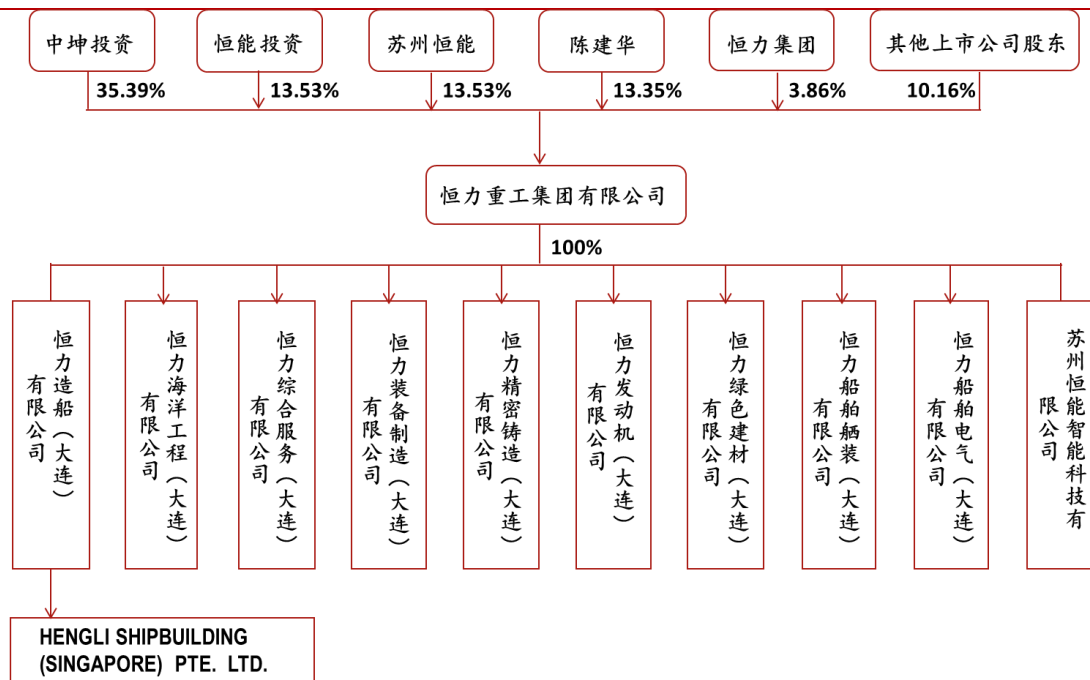 中坤投资
恒能投资
苏州恒能
陈建华
恒力集团
其他上市公司股东
35.39%
13.53%
13.53%
13.35%
3.86%
10.16%
恒力重工集团有限公司
100%
恒力造船（大连）
有限公司
恒力海洋工程（大连）
有限公司
恒力综合服务（大连）
有限公司
恒力装备制造（大连）
有限公司
恒力精密铸造（大连）
有限公司
恒力发动机（大连）
有限公司
恒力绿色建材（大连）
有限公司
恒力船舶舾装（大连）
有限公司
恒力船舶电气（大连）
有限公司
苏州恒能智能科技有
限公司
HENGLI SHIPBUILDING
(SINGAPORE) PTE. LTD.